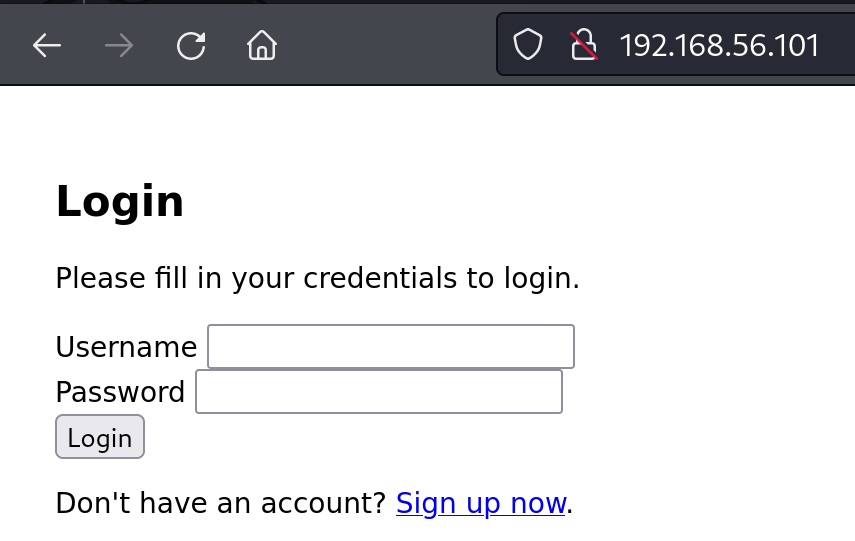 192.168.56.101
Login
Please fill in your credentials to login.
Username
Password
Login
Don't have an account? Sign up now.